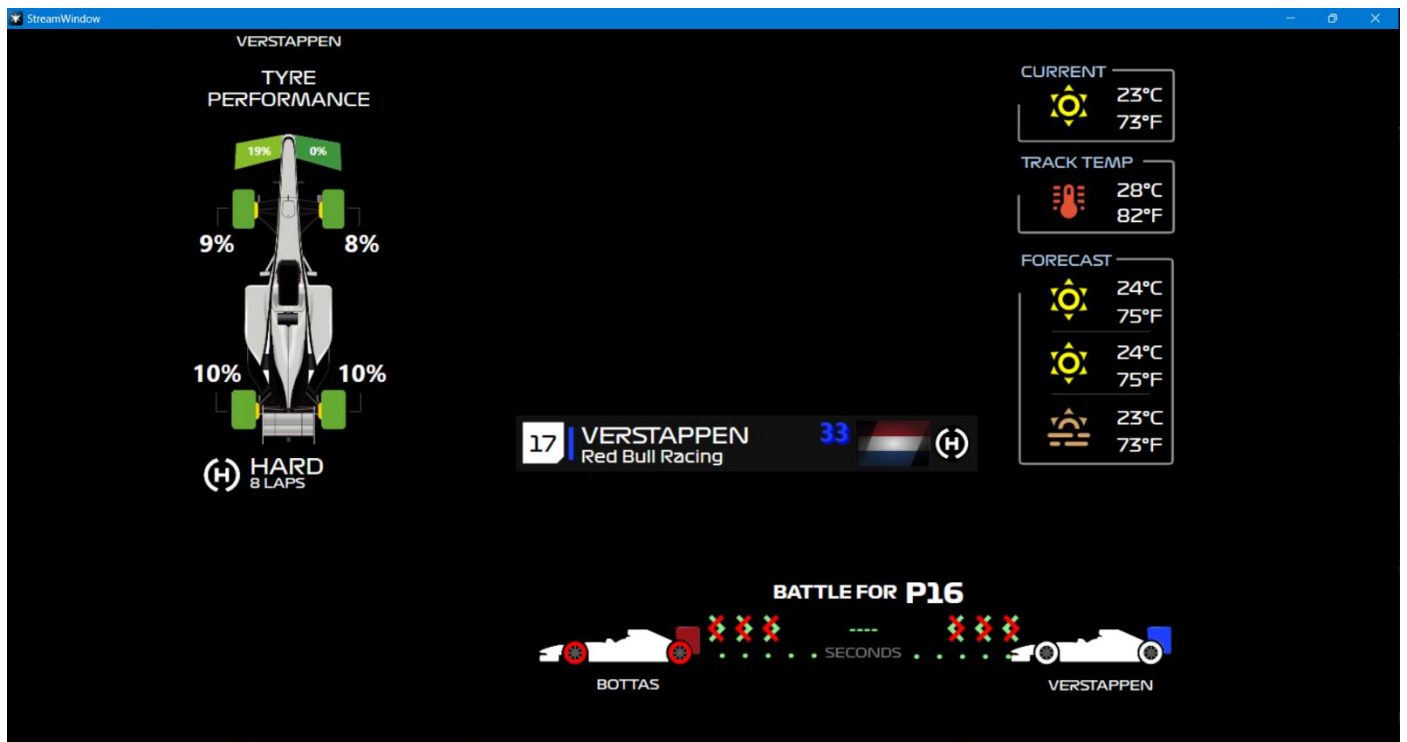 StreamWindow
VERSTAPPEN
TYRE
PERFORMANCE
19% 0%
9% 8%
10% 10%
H HARD
8 LAPS
CURRENT
23°C
73°F
TRACK TEMP
28°C
82°F
FORECAST
24°C
75°F
24°C
75°F
23°C
73°F
17 VERSTAPPEN 33 H
Red Bull Racing
BATTLE FOR P16
----
SECONDS
BOTTAS VERSTAPPEN